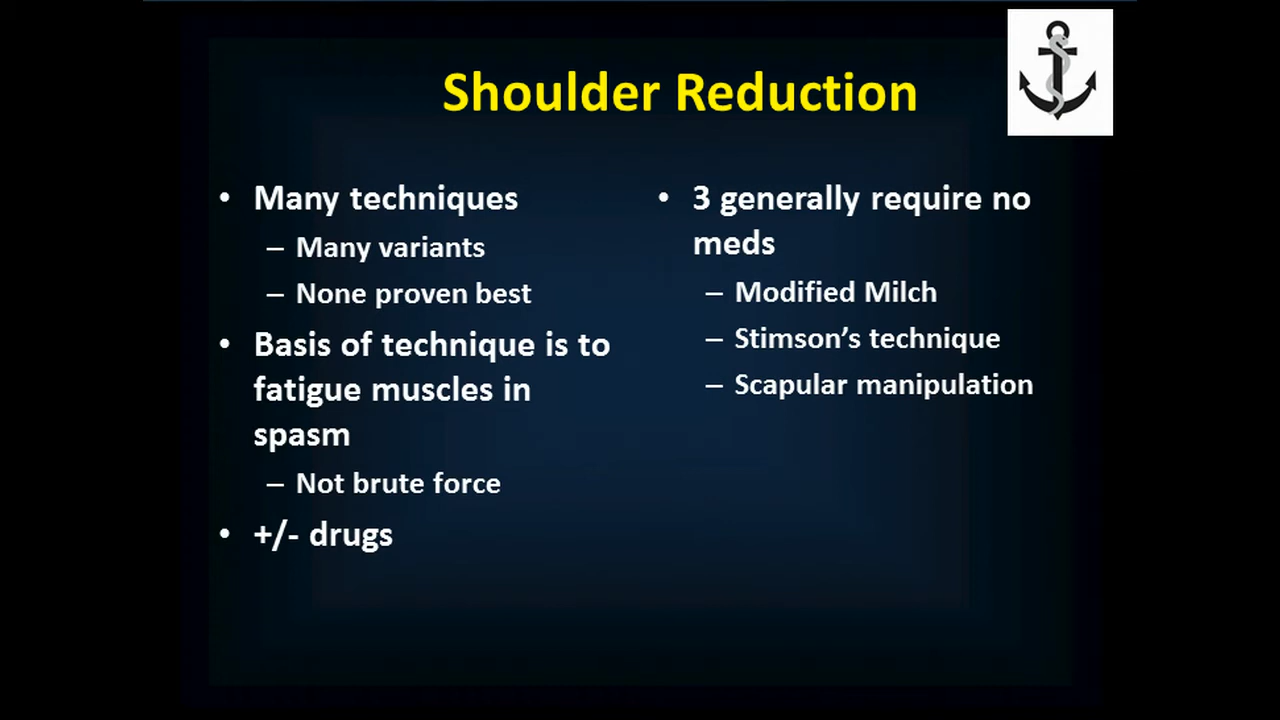 Shoulder Reduction
• Many techniques
– Many variants
– None proven best
• Basis of technique is to
fatigue muscles in
spasm
– Not brute force
• +/- drugs
• 3 generally require no
meds
– Modified Milch
– Stimson’s technique
– Scapular manipulation